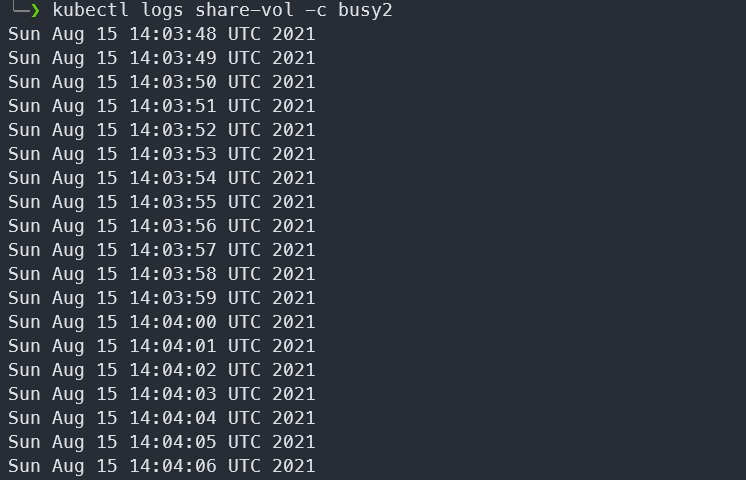 ╰─❯ kubectl logs share-vol -c busy2
Sun Aug 15 14:03:48 UTC 2021
Sun Aug 15 14:03:49 UTC 2021
Sun Aug 15 14:03:50 UTC 2021
Sun Aug 15 14:03:51 UTC 2021
Sun Aug 15 14:03:52 UTC 2021
Sun Aug 15 14:03:53 UTC 2021
Sun Aug 15 14:03:54 UTC 2021
Sun Aug 15 14:03:55 UTC 2021
Sun Aug 15 14:03:56 UTC 2021
Sun Aug 15 14:03:57 UTC 2021
Sun Aug 15 14:03:58 UTC 2021
Sun Aug 15 14:03:59 UTC 2021
Sun Aug 15 14:04:00 UTC 2021
Sun Aug 15 14:04:01 UTC 2021
Sun Aug 15 14:04:02 UTC 2021
Sun Aug 15 14:04:03 UTC 2021
Sun Aug 15 14:04:04 UTC 2021
Sun Aug 15 14:04:05 UTC 2021
Sun Aug 15 14:04:06 UTC 2021